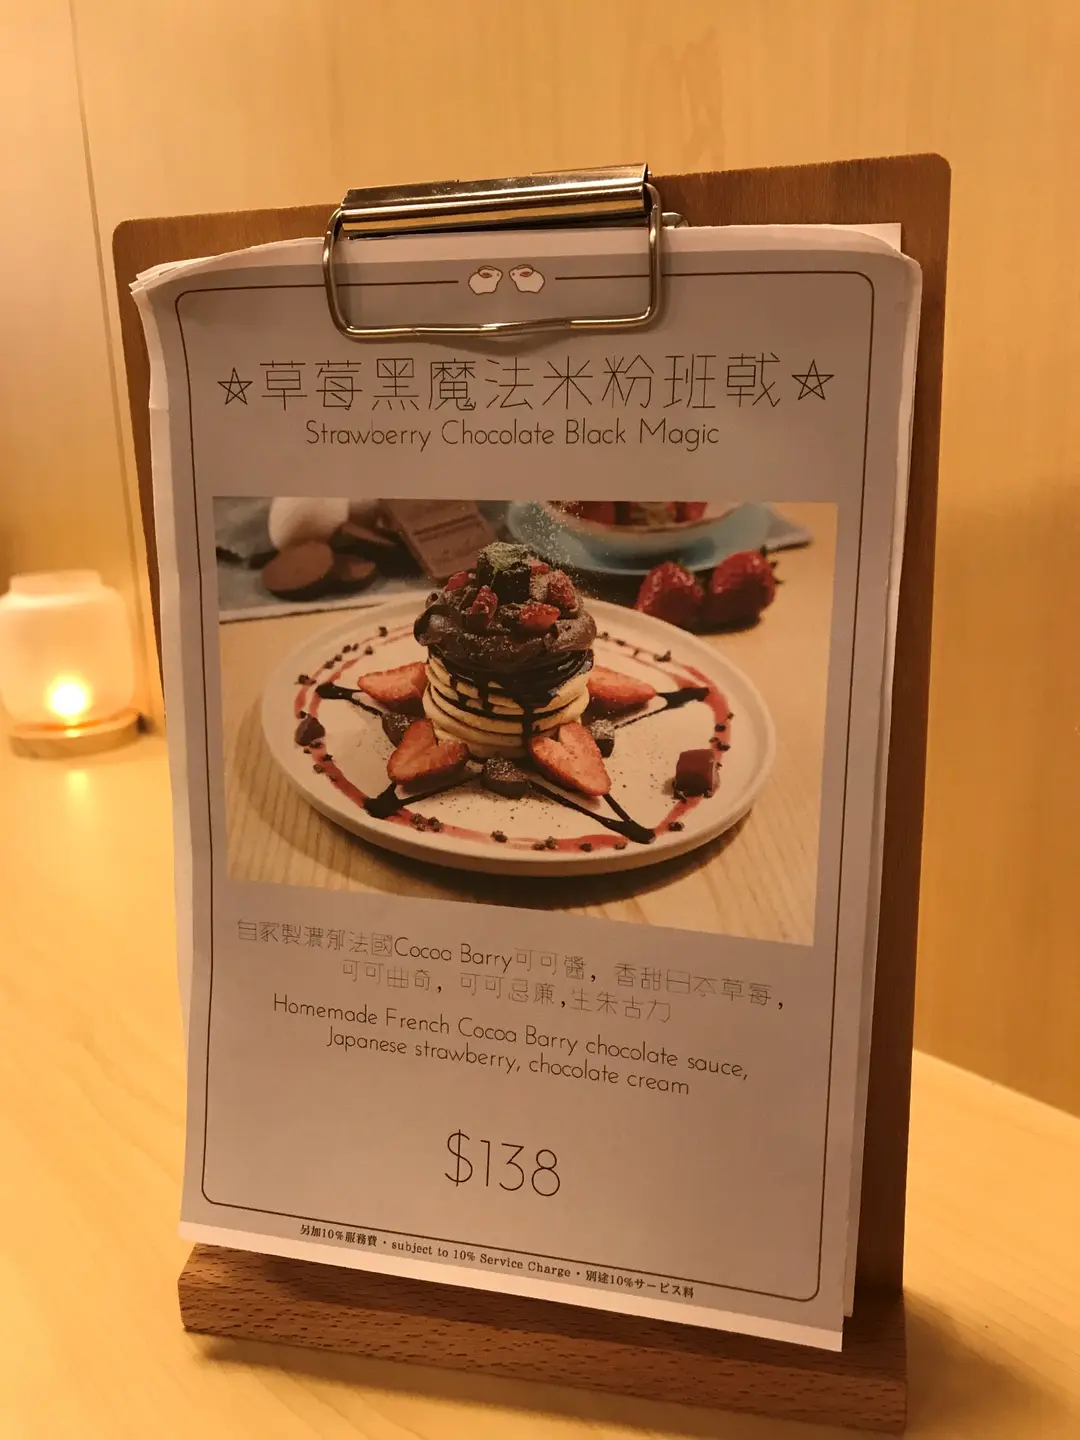 ☆草莓黑魔法米粉班戟☆
Strawberry Chocolate Black Magic
自家製濃郁法國Cocoa Barry可可醬，香甜日本草莓，
可可曲奇，可可忌廉,生朱古力
Homemade French Cocoa Barry chocolate sauce,
Japanese strawberry, chocolate cream
$138
另加10%服務費・subject to 10% Service Charge・別途10%サービス料